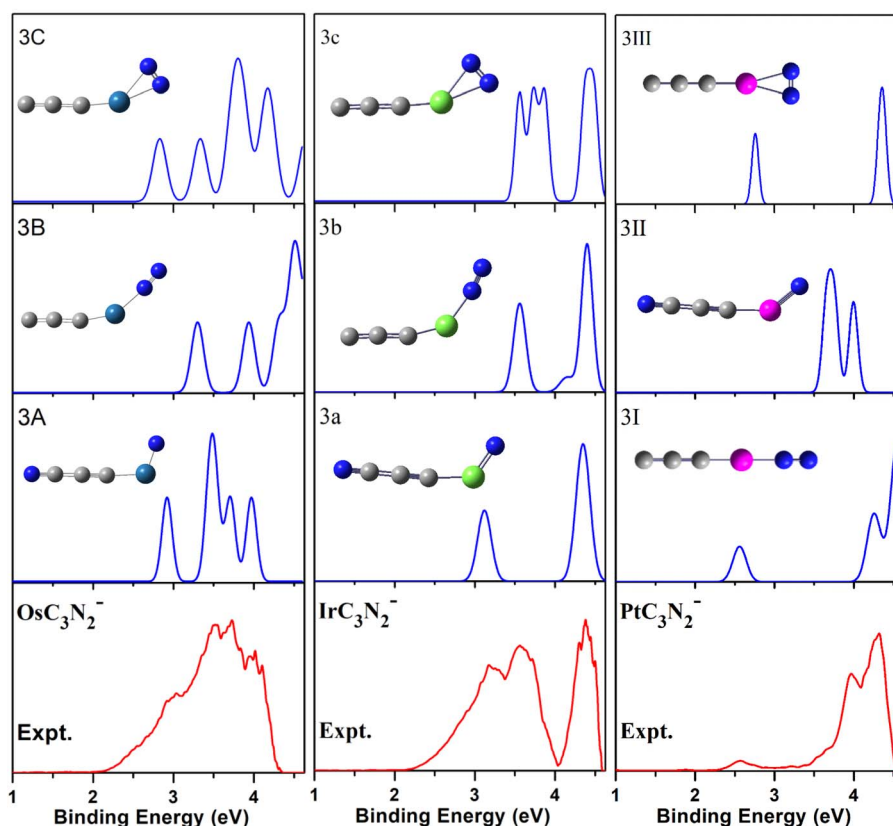 3C
3c
3III
3B
3b
3II
3A
3a
3I
OsC₃N₂⁻
IrC₃N₂⁻
PtC₃N₂⁻
Expt.
Expt.
Expt.
1 2 3 4
1 2 3 4
1 2 3 4
Binding Energy (eV)
Binding Energy (eV)
Binding Energy (eV)